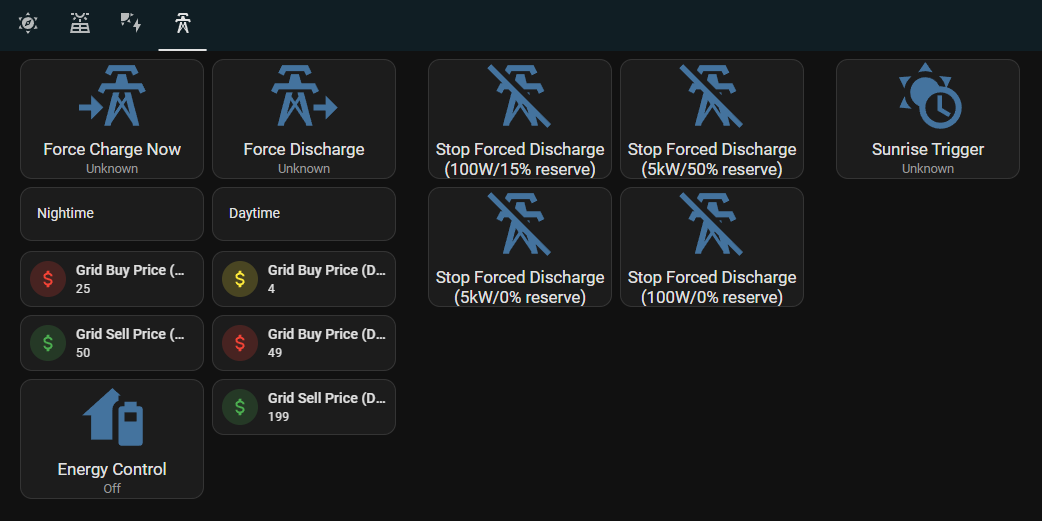 Force Charge Now
Unknown
Force Discharge
Unknown
Nightime
Daytime
$ Grid Buy Price (...
25
$ Grid Buy Price (D...
4
$ Grid Sell Price (...
50
$ Grid Buy Price (D...
49
Energy Control
Off
$ Grid Sell Price (D...
199
Stop Forced Discharge
(100W/15% reserve)
Stop Forced Discharge
(5kW/50% reserve)
Stop Forced Discharge
(5kW/0% reserve)
Stop Forced Discharge
(100W/0% reserve)
Sunrise Trigger
Unknown